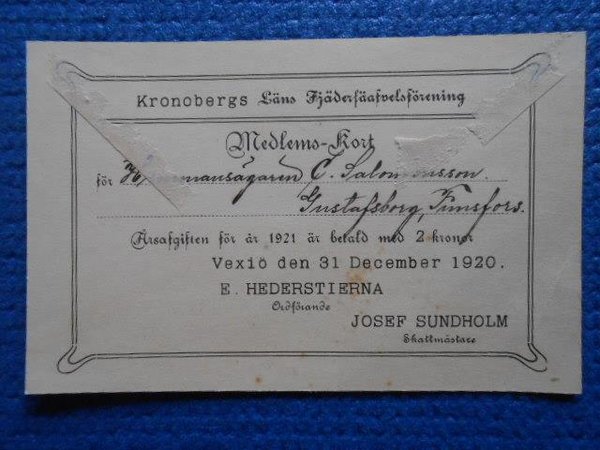 Kronobergs Läns Fjäderfäafvelsförening
Medlems-Kort
för C. Salomonsson.
Gustafsborg, Timsfors.
Årsafgiften för år 1921 är betald med 2 kronor
Vexiö den 31 December 1920.
E. HEDERSTIERNA
Ordförande
JOSEF SUNDHOLM
Skattmästare